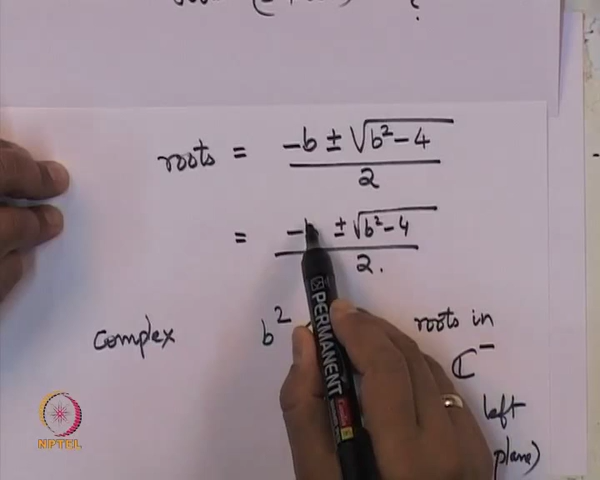 roots = -b ± √b²-4 / 2
= -b ± √b²-4 / 2.
complex b² roots in
ℂ⁻
left
plane)
PERMANENT
NPTEL